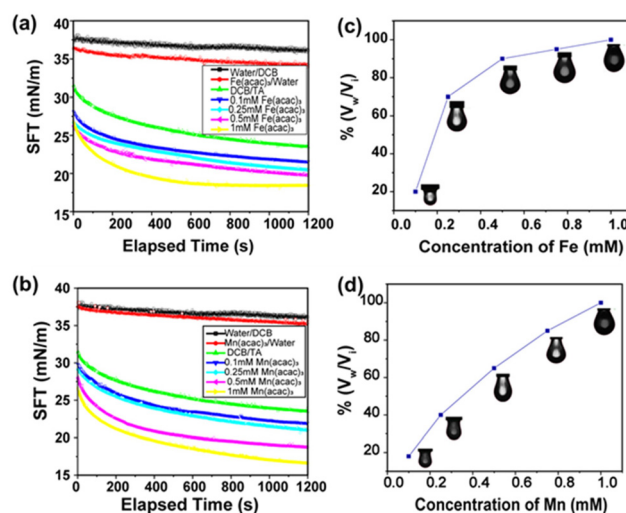 (a)
SFT (mN/m)
40
35
30
25
20
15
Water/DCB
Fe(acac)₃/Water
DCB/TA
0.1mM Fe(acac)₃
0.25mM Fe(acac)₃
0.5mM Fe(acac)₃
1mM Fe(acac)₃
0 200 400 600 800 1000 1200
Elapsed Time (s)
(c)
% (Vw/Vi)
100
80
60
40
20
0.0 0.2 0.4 0.6 0.8 1.0
Concentration of Fe (mM)
(b)
SFT (mN/m)
40
35
30
25
20
15
Water/DCB
Mn(acac)₃/Water
DCB/TA
0.1mM Mn(acac)₃
0.25mM Mn(acac)₃
0.5mM Mn(acac)₃
1mM Mn(acac)₃
0 200 400 600 800 1000 1200
Elapsed Time (s)
(d)
% (Vw/Vi)
100
80
60
40
20
0.0 0.2 0.4 0.6 0.8 1.0
Concentration of Mn (mM)